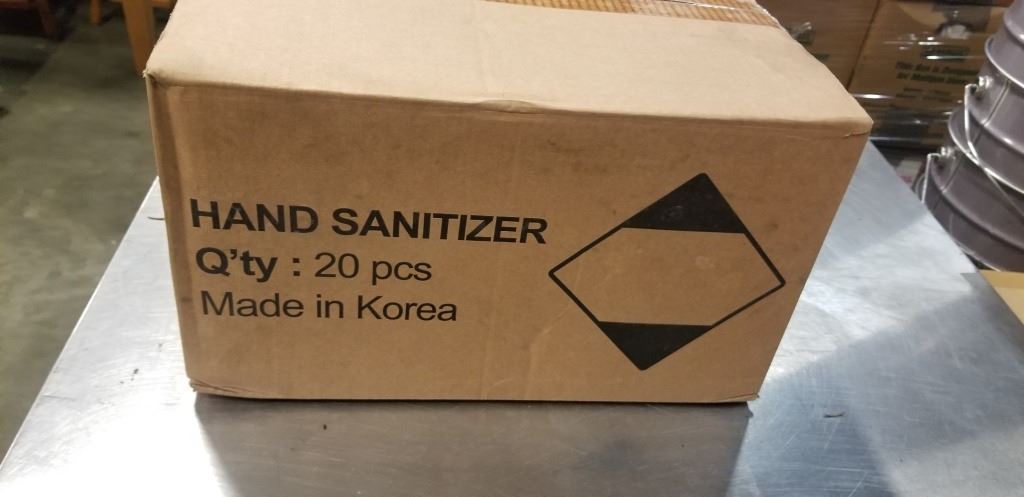 HAND SANITIZER
Q'ty : 20 pcs
Made in Korea